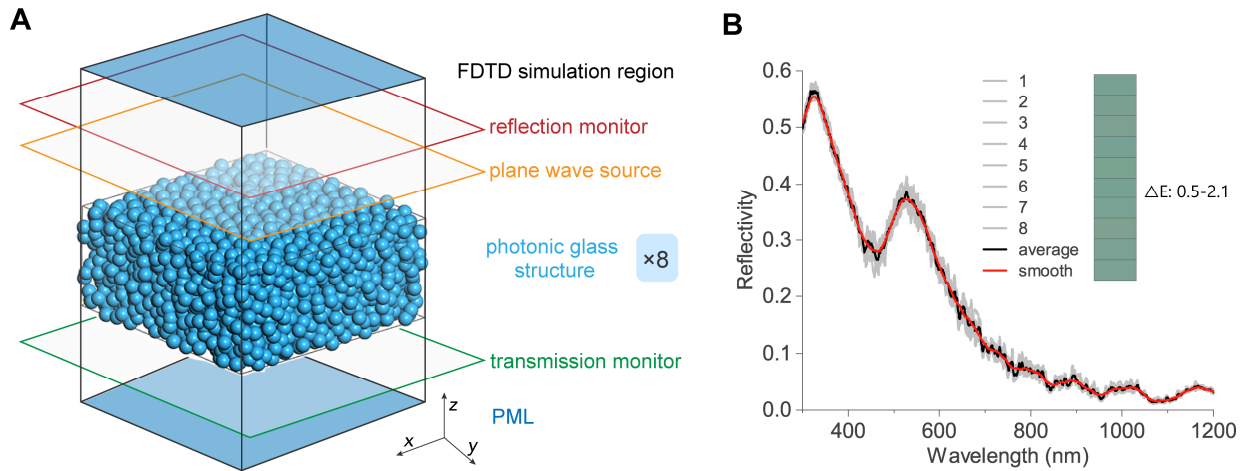 A
FDTD simulation region
reflection monitor
plane wave source
photonic glass
structure
×8
transmission monitor
PML
z
x
y
B
0.6
0.5
0.4
0.3
0.2
0.1
0.0
Reflectivity
400
600
800
1000
1200
Wavelength (nm)
1
2
3
4
5
6
7
8
average
smooth
△E: 0.5-2.1